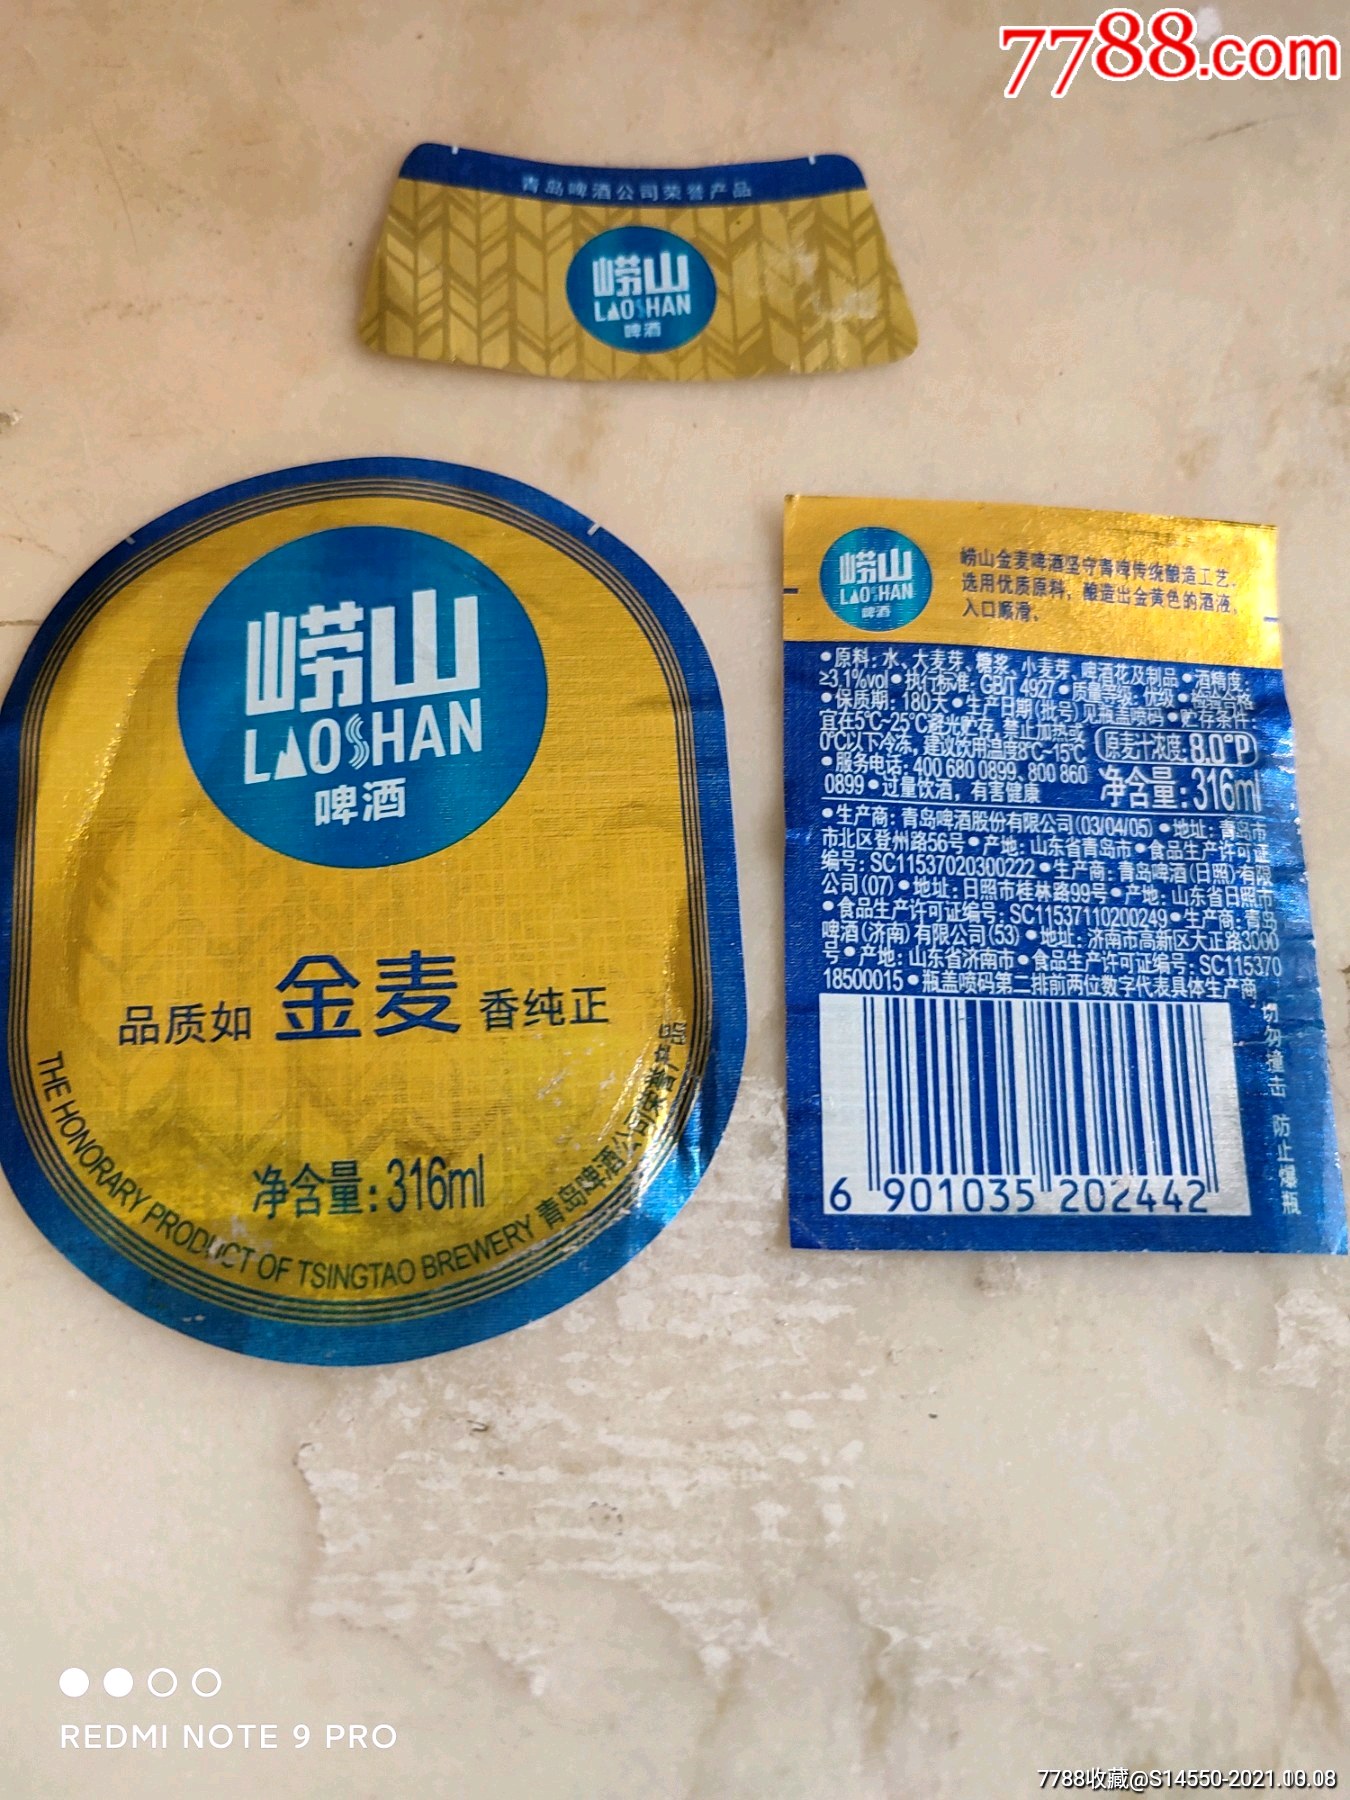 7788.com
青岛啤酒公司荣誉产品
崂山
LAOSHAN
啤酒
崂山
LAOSHAN
啤酒
品质如 金麦 香纯正
净含量：316ml
THE HONORARY PRODUCT OF TSINGTAO BREWERY 青岛啤酒公司荣誉产品
崂山
LAOSHAN
啤酒
崂山金麦啤酒坚守青啤传统酿造工艺，
选用优质原料，酿造出金黄色的酒液，
入口顺滑。
●原料：水、大麦芽、糖浆、小麦芽、啤酒花及制品●酒精度：
≥3.1%vol●执行标准：GB/T 4927●质量等级：优级●检验合格
●保质期：180天●生产日期(批号)见瓶盖喷码●贮存条件：
宜在5℃~25℃避光贮存，禁止加热或
0℃以下冷冻，建议饮用温度8℃~15℃
原麦汁浓度：8.0°P
●服务电话：400 680 0899、800 860
0899●过量饮酒，有害健康
净含量：316ml
●生产商：青岛啤酒股份有限公司(03/04/05)●地址：青岛市
市北区登州路56号●产地：山东省青岛市●食品生产许可证
编号：SC11537020300222●生产商：青岛啤酒(日照)有限
公司(07)●地址：日照市桂林路99号●产地：山东省日照市
●食品生产许可证编号：SC11537110200249●生产商：青岛
啤酒(济南)有限公司(53)●地址：济南市高新区大正路3000
号●产地：山东省济南市●食品生产许可证编号：SC115370
18500015●瓶盖喷码第二排前两位数字代表具体生产商
切勿撞击 防止爆瓶
6 901035 202442
REDMI NOTE 9 PRO
7788收藏@S14550-2021.10.08